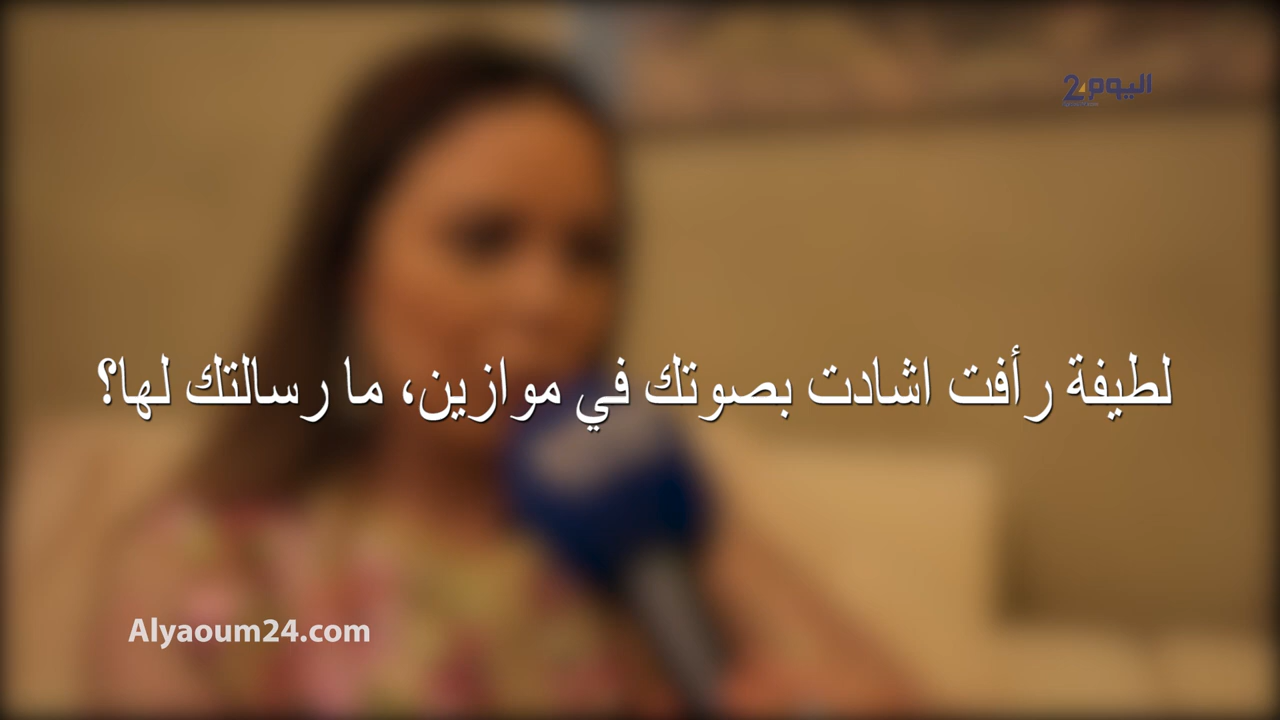 اليوم24
لطيفة رأفت اشادت بصوتك في موازين، ما رسالتك لها؟
Alyaoum24.com